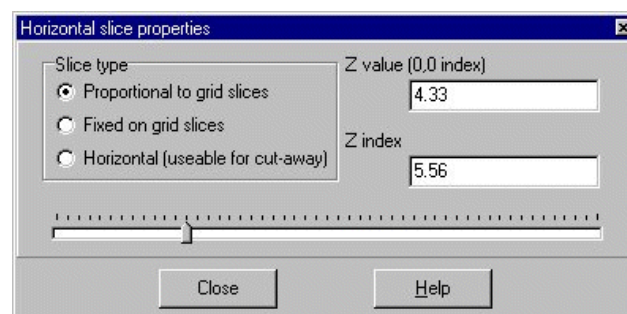 Horizontal slice properties
Slice type
Proportional to grid slices
Fixed on grid slices
Horizontal (useable for cut-away)
Z value (0,0 index)
4.33
Z index
5.56
Close
Help